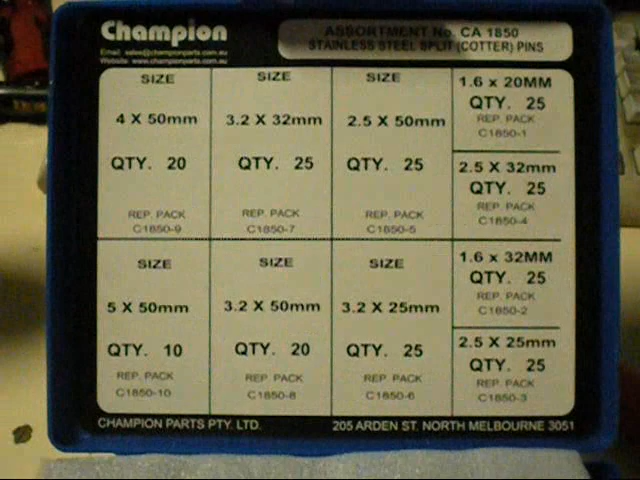 Champion
Email: sales@championparts.com.au
Website: www.championparts.com.au
ASSORTMENT No. CA 1850
STAINLESS STEEL SPLIT (COTTER) PINS
SIZE
4 X 50mm
QTY. 20
REP. PACK
C1850-9
SIZE
3.2 X 32mm
QTY. 25
REP. PACK
C1850-7
SIZE
2.5 X 50mm
QTY. 25
REP. PACK
C1850-5
1.6 x 20MM
QTY. 25
REP. PACK
C1850-1
2.5 X 32mm
QTY. 25
REP. PACK
C1850-4
SIZE
5 X 50mm
QTY. 10
REP. PACK
C1850-10
SIZE
3.2 X 50mm
QTY. 20
REP. PACK
C1850-8
SIZE
3.2 X 25mm
QTY. 25
REP. PACK
C1850-6
1.6 x 32MM
QTY. 25
REP. PACK
C1850-2
2.5 X 25mm
QTY. 25
REP. PACK
C1850-3
CHAMPION PARTS PTY. LTD.
205 ARDEN ST. NORTH MELBOURNE 3051